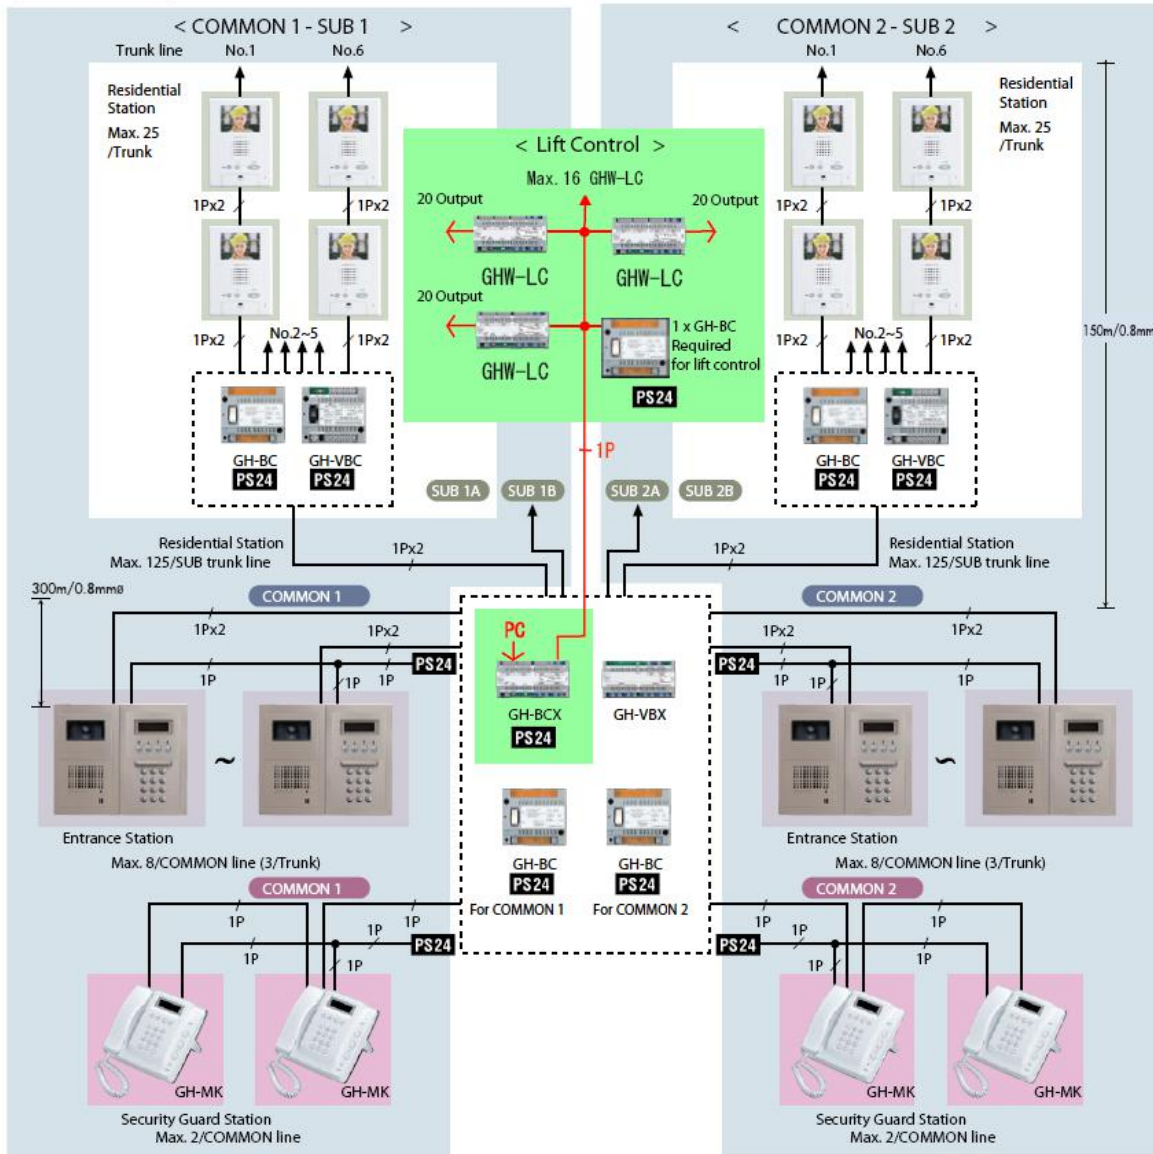 < COMMON 1 - SUB 1 >
Trunk line No.1 No.6
Residential
Station
Max. 25
/Trunk
1Px2 1Px2
No.2~5
1Px2 1Px2
GH-BC GH-VBC
PS24 PS24
Residential Station
Max. 125/SUB trunk line
1Px2
SUB 1A SUB 1B
< COMMON 2 - SUB 2 >
No.1 No.6
Residential
Station
Max. 25
/Trunk
1Px2 1Px2
No.2~5
1Px2 1Px2
GH-BC GH-VBC
PS24 PS24
Residential Station
Max. 125/SUB trunk line
1Px2
SUB 2A SUB 2B
150m/0.8m
< Lift Control >
Max. 16 GHW-LC
20 Output 20 Output
GHW-LC GHW-LC
20 Output
GHW-LC
1 x GH-BC
Required
for lift control
PS24
1P
300m/0.8mmø
COMMON 1
1Px2 1Px2
1P 1P 1P
PS24
~
Entrance Station
Max. 8/COMMON line (3/Trunk)
PC
GH-BCX GH-VBX
PS24
GH-BC GH-BC
PS24 PS24
For COMMON 1 For COMMON 2
COMMON 2
1Px2 1Px2
PS24
1P 1P 1P
~
Entrance Station
Max. 8/COMMON line (3/Trunk)
COMMON 1
1P 1P
1P 1P 1P
PS24
GH-MK GH-MK
Security Guard Station
Max. 2/COMMON line
COMMON 2
1P 1P
PS24
1P 1P 1P
GH-MK GH-MK
Security Guard Station
Max. 2/COMMON line